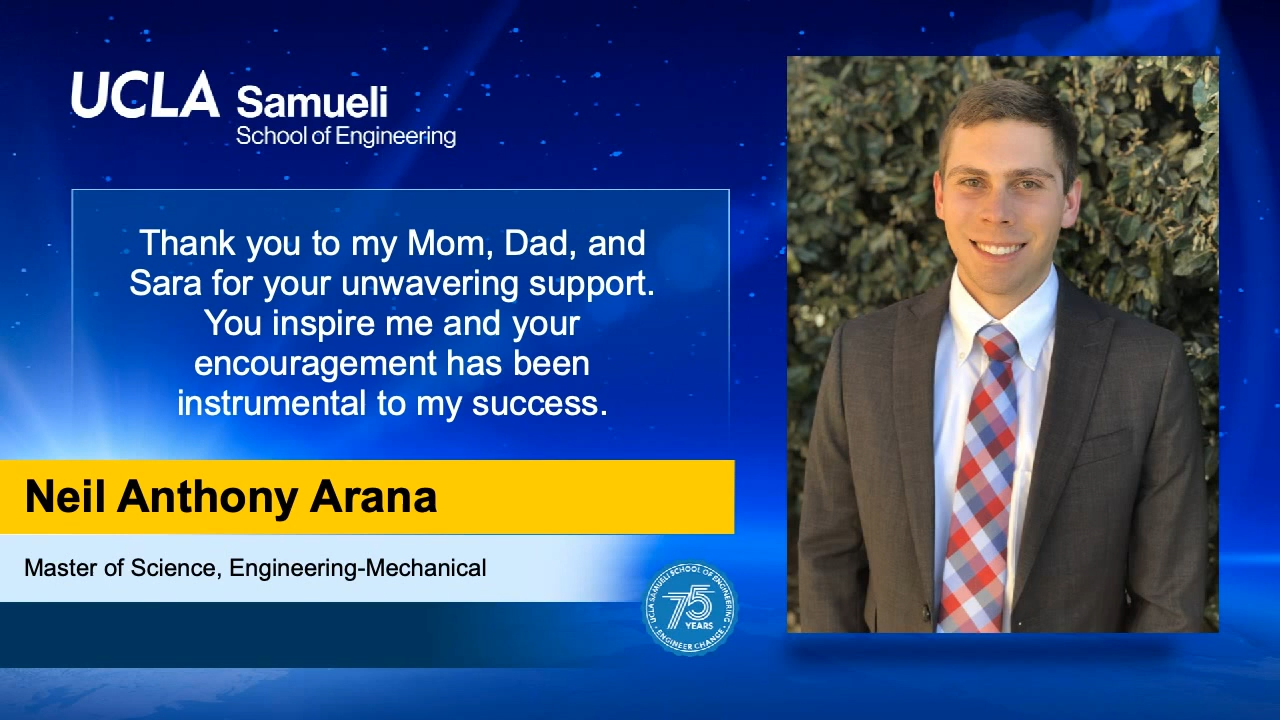 UCLA Samueli
School of Engineering
Thank you to my Mom, Dad, and
Sara for your unwavering support.
You inspire me and your
encouragement has been
instrumental to my success.
Neil Anthony Arana
Master of Science, Engineering-Mechanical
UCLA SAMUELI SCHOOL OF ENGINEERING
75
YEARS
ENGINEER CHANGE